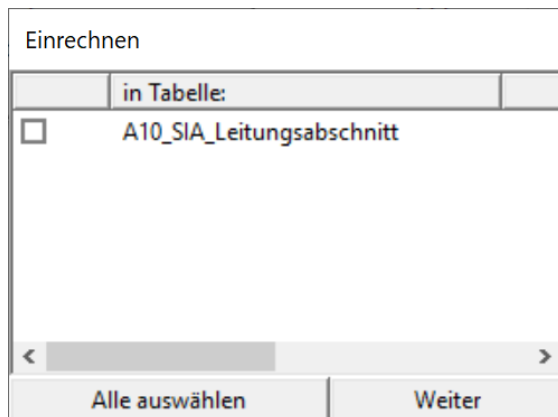 Einrechnen
in Tabelle:
A10_SIA_Leitungsabschnitt
Alle auswählen
Weiter